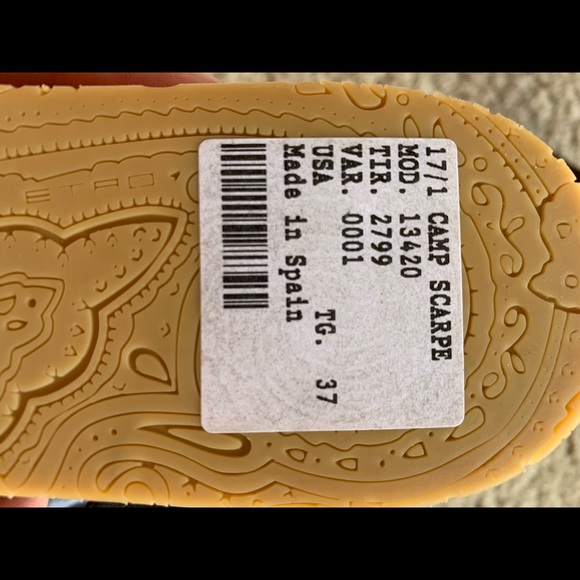 ETRO
17/1 CAMP SCARPE
MOD. 13420
TIR. 2799
VAR. 0001
USA TG. 37
Made in Spain